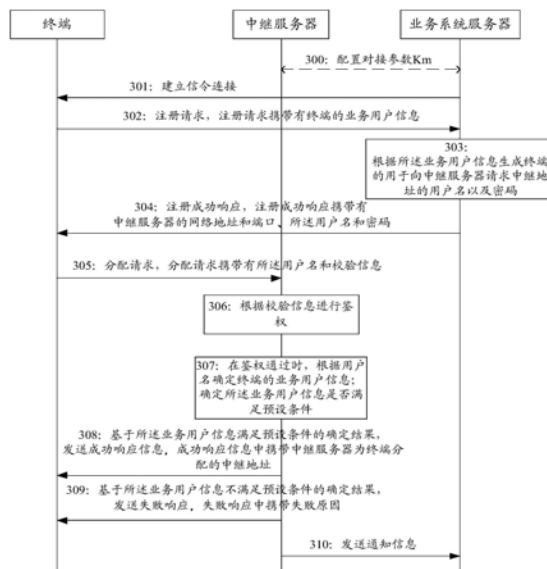 终端
中继服务器
业务系统服务器
300：配置对接参数Km
301：建立信令连接
302：注册请求，注册请求携带有终端的业务用户信息
303：
根据所述业务用户信息生成终端
的用于向中继服务器请求中继地
址的用户名以及密码
304：注册成功响应，注册成功响应携带有
中继服务器的网络地址和端口、所述用户名和密码
305：分配请求，分配请求携带有所述用户名和校验信息
306：根据校验信息进行鉴
权
307：在鉴权通过时，根据用户
名确定终端的业务用户信息；
确定所述业务用户信息是否满
足预设条件
308：基于所述业务用户信息满足预设条件的确定结果，
发送成功响应信息，成功响应信息中携带中继服务器为终端分
配的中继地址
309：基于所述业务用户信息不满足预设条件的确定结果，
发送失败响应，失败响应中携带失败原因
310：发送通知信息